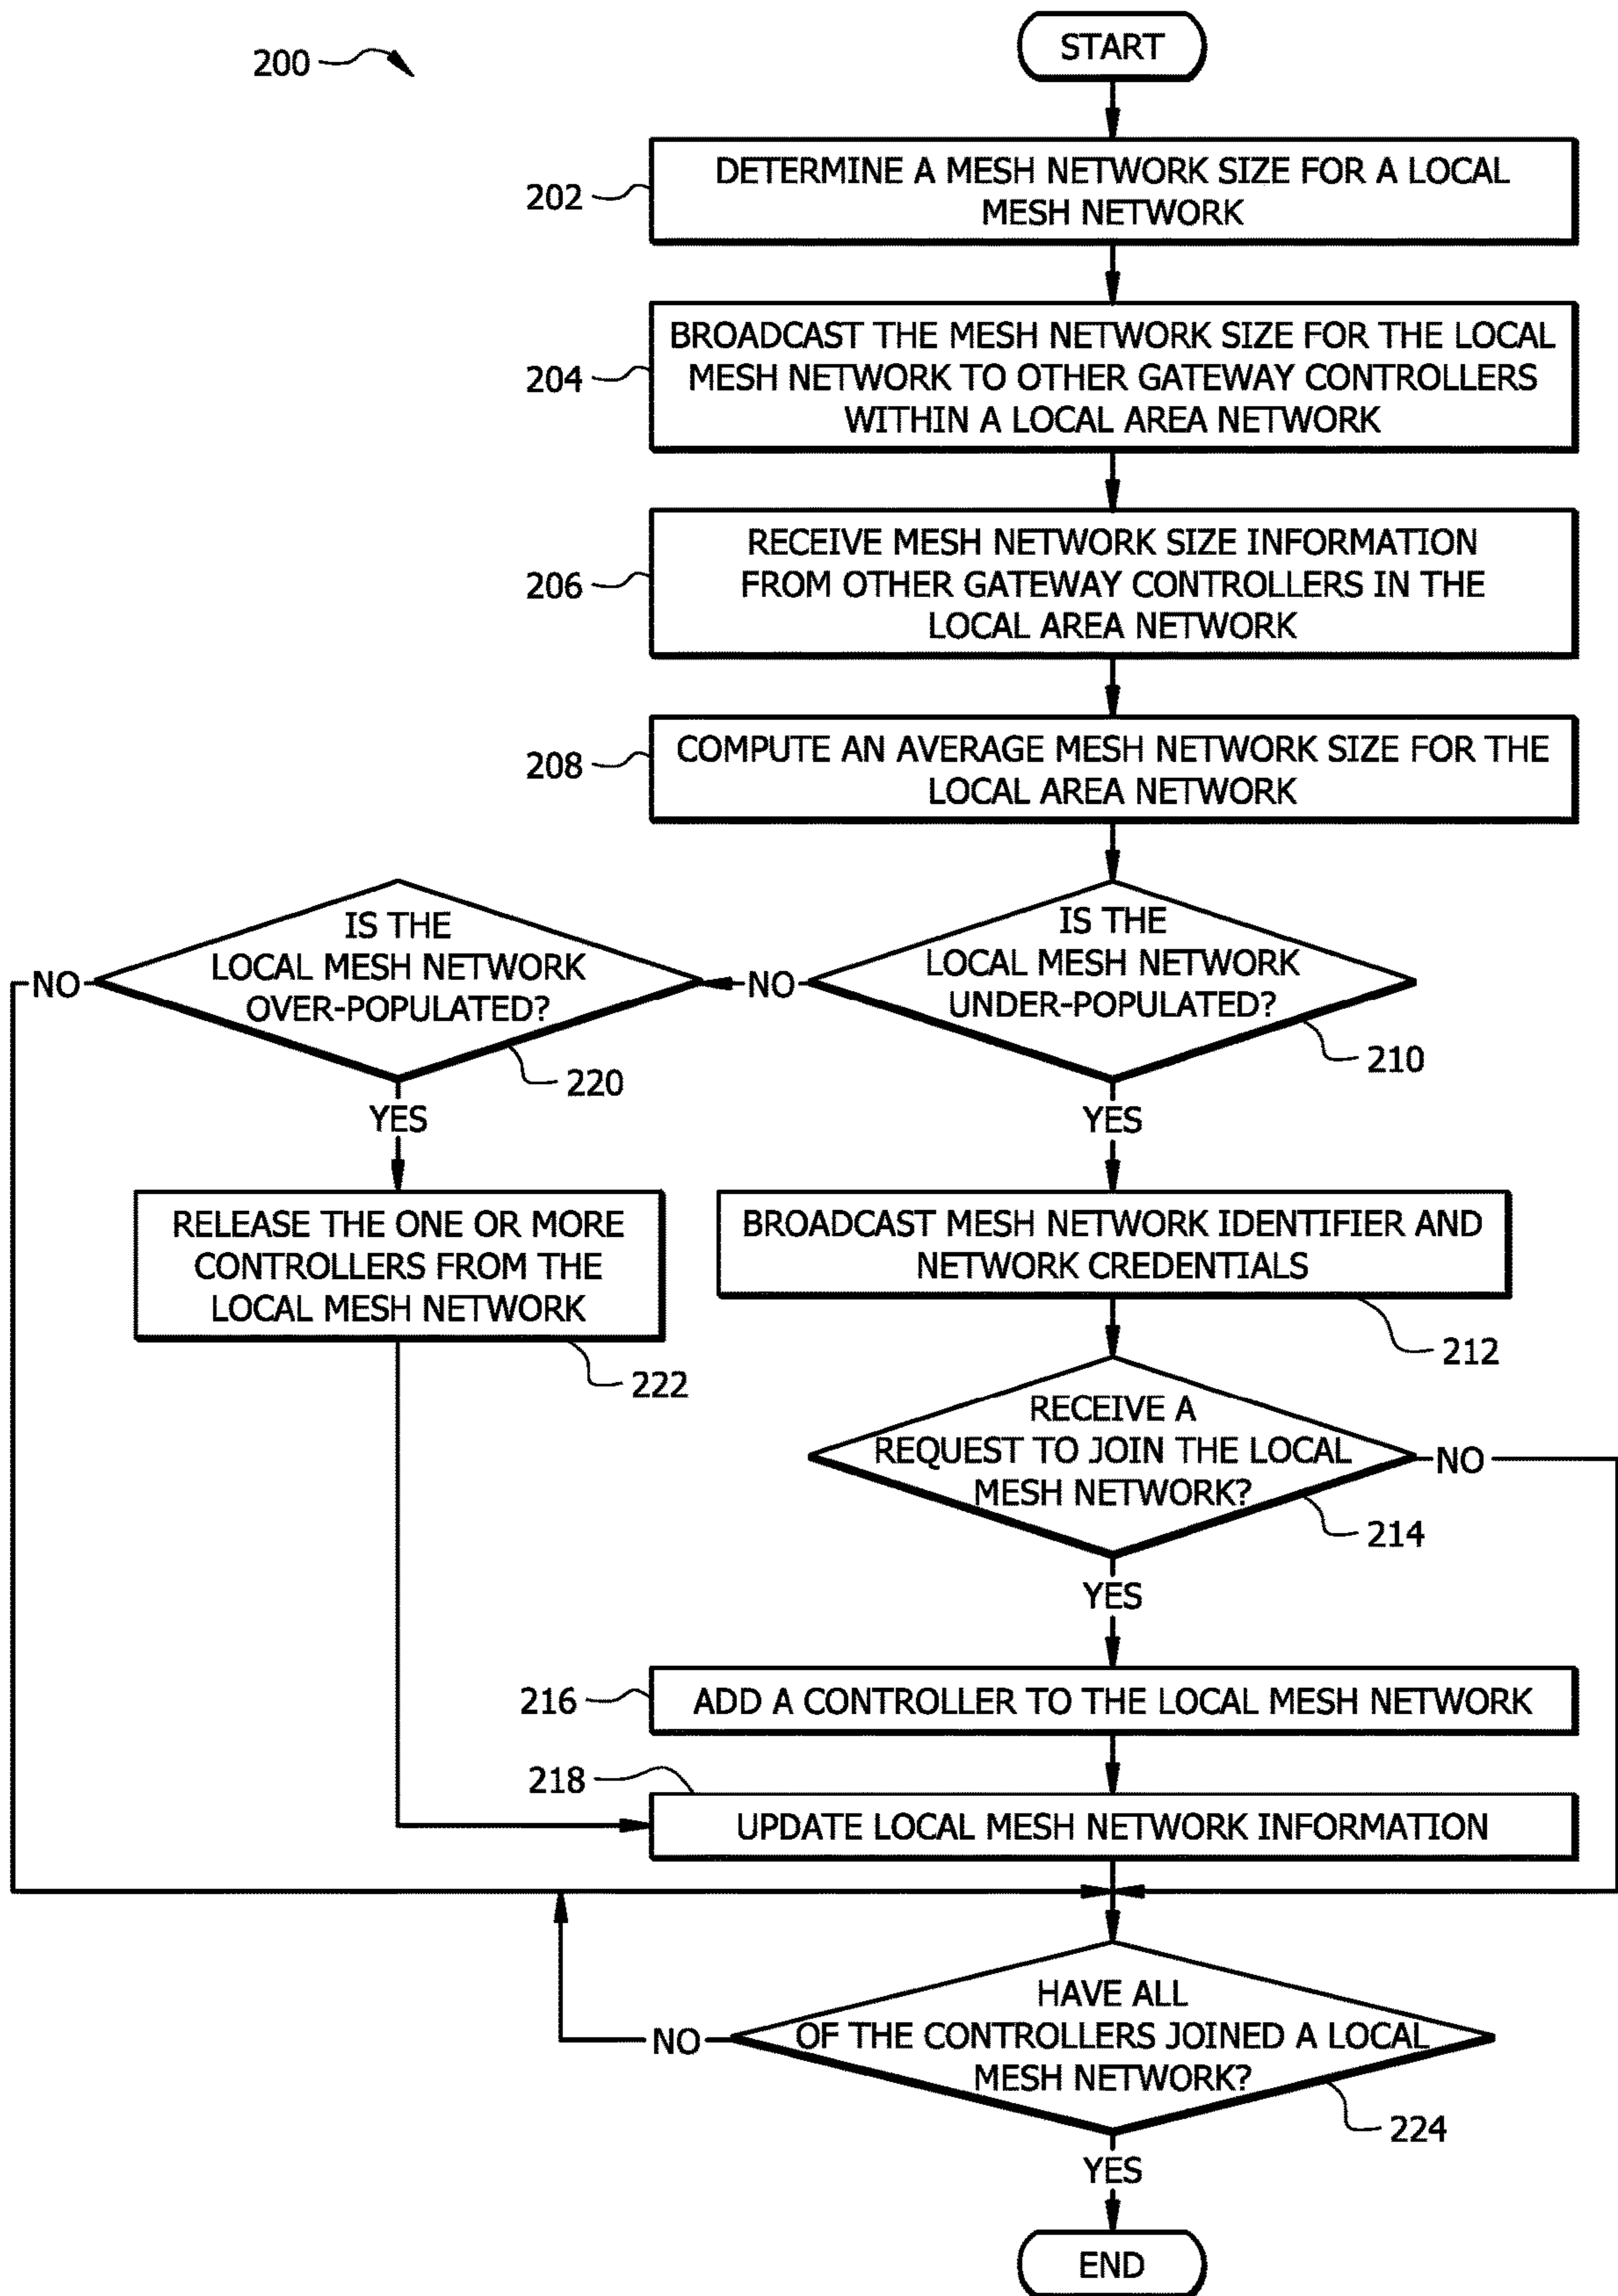 200
START
202
DETERMINE A MESH NETWORK SIZE FOR A LOCAL
MESH NETWORK
204
BROADCAST THE MESH NETWORK SIZE FOR THE LOCAL
MESH NETWORK TO OTHER GATEWAY CONTROLLERS
WITHIN A LOCAL AREA NETWORK
206
RECEIVE MESH NETWORK SIZE INFORMATION
FROM OTHER GATEWAY CONTROLLERS IN THE
LOCAL AREA NETWORK
208
COMPUTE AN AVERAGE MESH NETWORK SIZE FOR THE
LOCAL AREA NETWORK
IS THE
LOCAL MESH NETWORK
UNDER-POPULATED?
210
NO
YES
IS THE
LOCAL MESH NETWORK
OVER-POPULATED?
220
NO
YES
RELEASE THE ONE OR MORE
CONTROLLERS FROM THE
LOCAL MESH NETWORK
222
BROADCAST MESH NETWORK IDENTIFIER AND
NETWORK CREDENTIALS
212
RECEIVE A
REQUEST TO JOIN THE LOCAL
MESH NETWORK?
214
NO
YES
216
ADD A CONTROLLER TO THE LOCAL MESH NETWORK
218
UPDATE LOCAL MESH NETWORK INFORMATION
HAVE ALL
OF THE CONTROLLERS JOINED A LOCAL
MESH NETWORK?
224
NO
YES
END